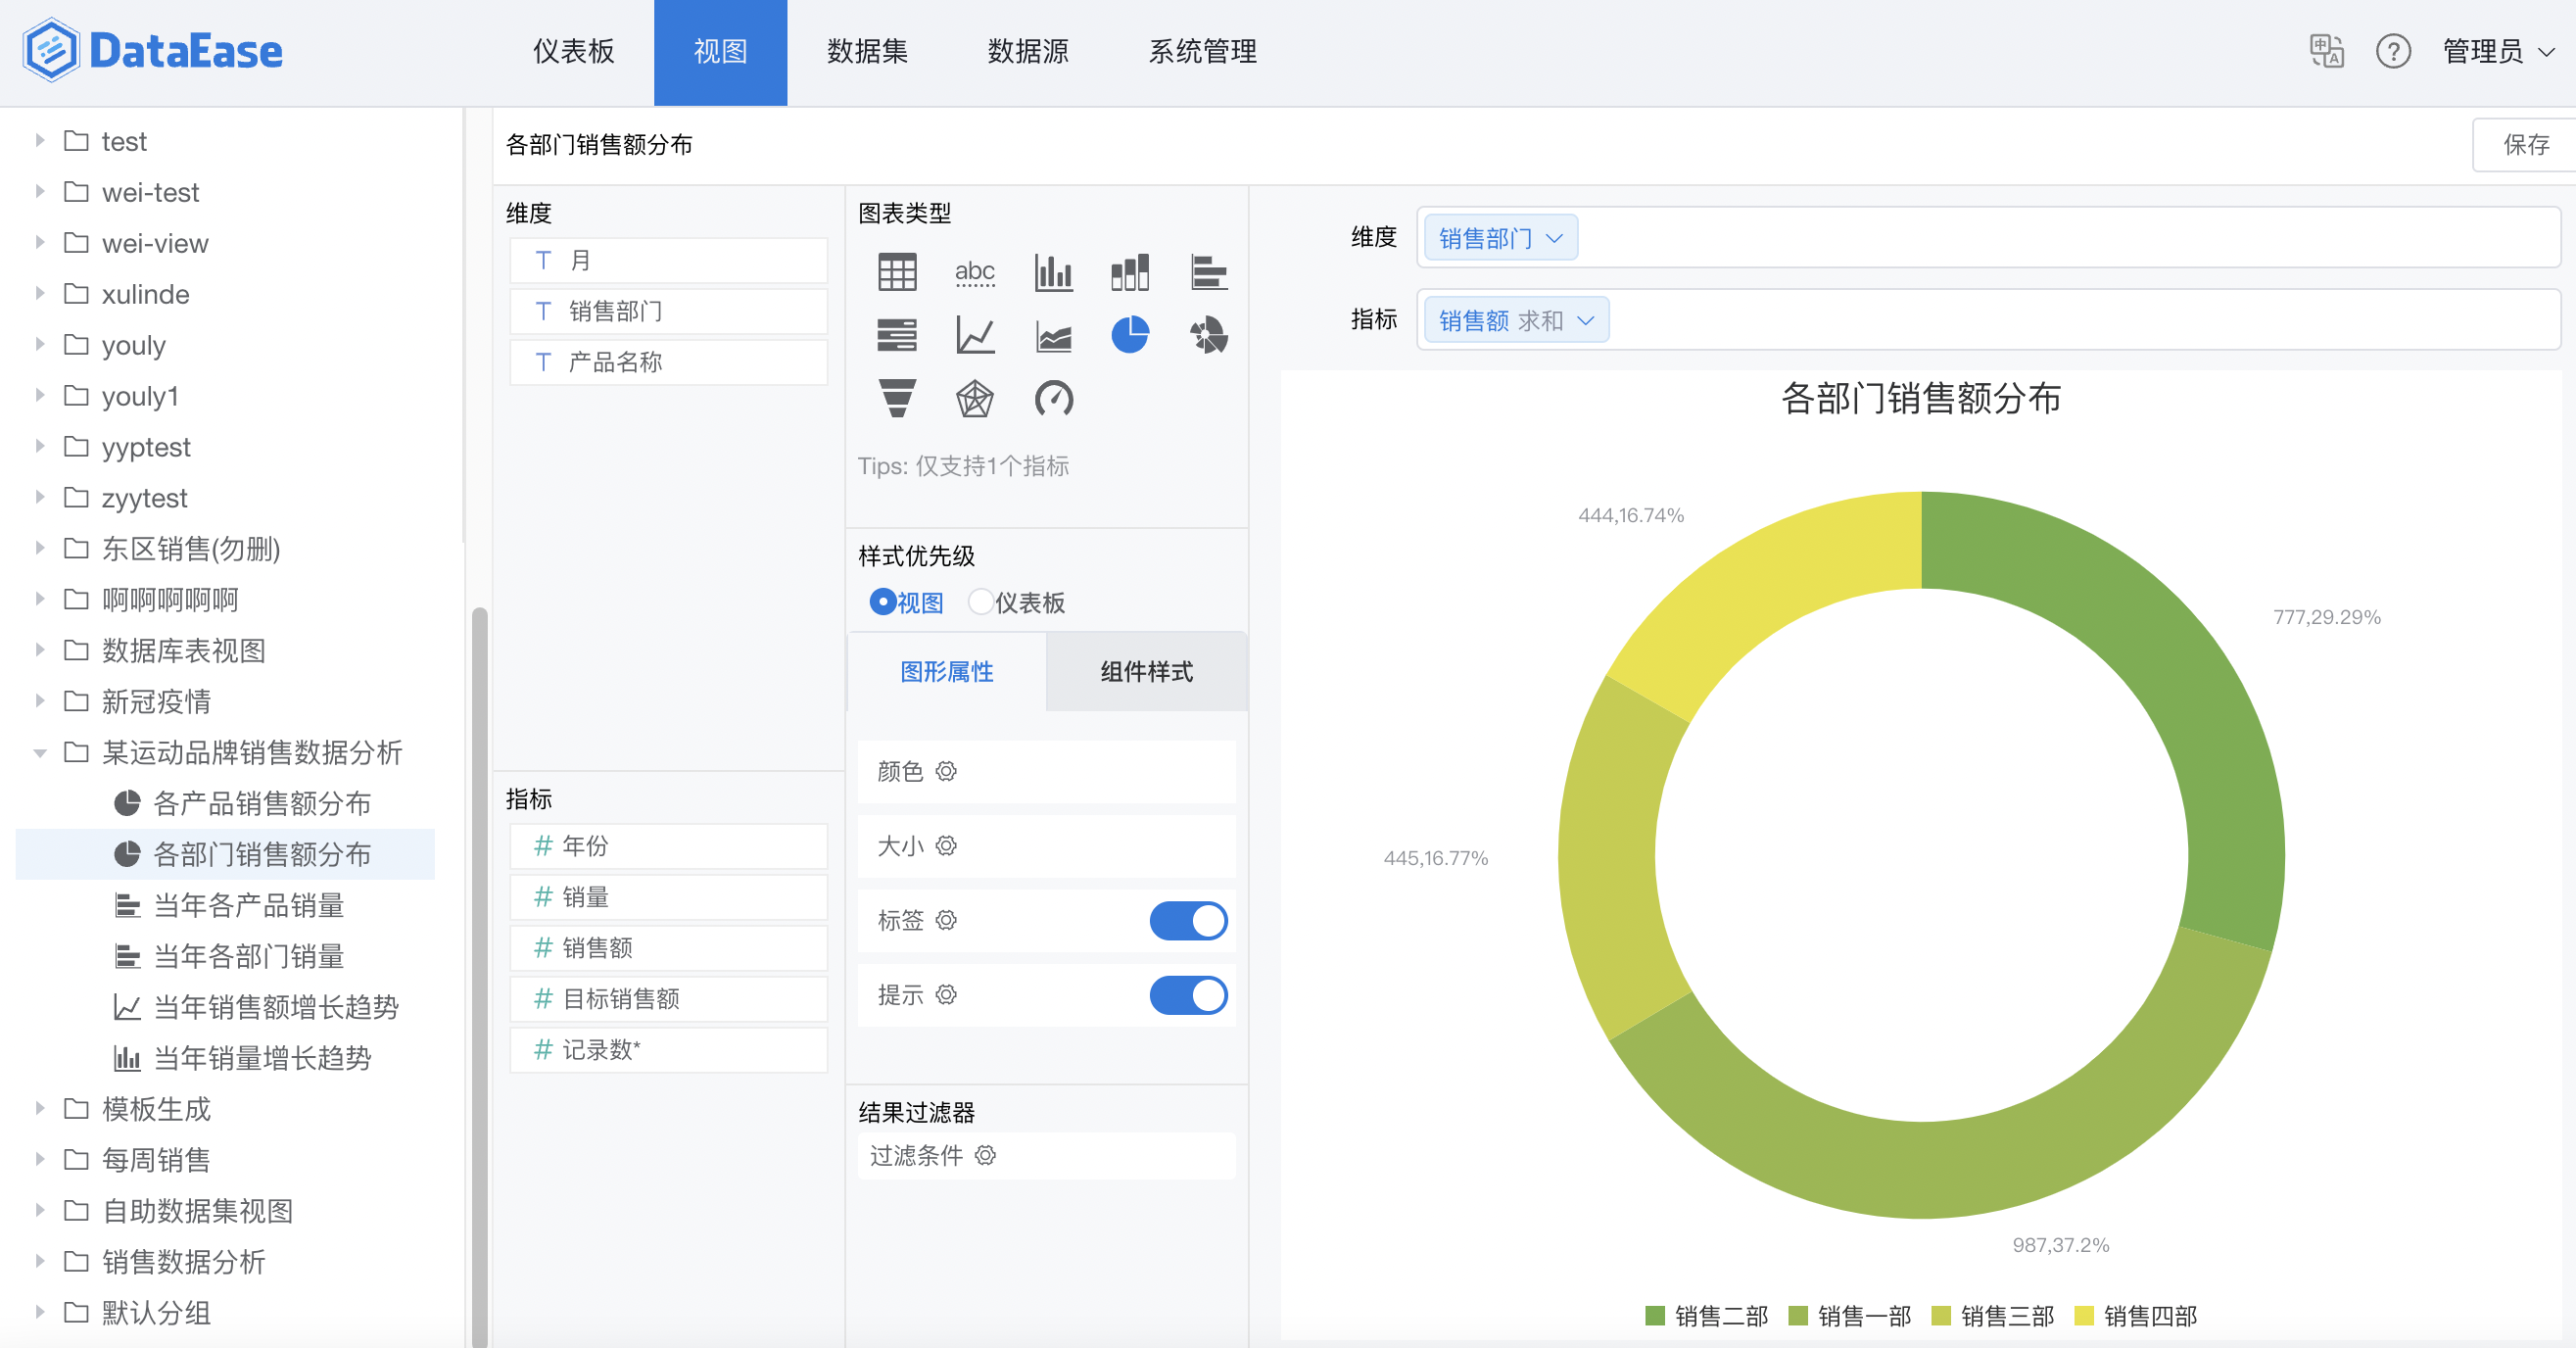 DataEase
仪表板 视图 数据集 数据源 系统管理
管理员
test
wei-test
wei-view
xulinde
youly
youly1
yyptest
zyytest
东区销售(勿删)
啊啊啊啊啊
数据库表视图
新冠疫情
某运动品牌销售数据分析
各产品销售额分布
各部门销售额分布
当年各产品销量
当年各部门销量
当年销售额增长趋势
当年销量增长趋势
模板生成
每周销售
自助数据集视图
销售数据分析
默认分组
各部门销售额分布
保存
维度
T 月
T 销售部门
T 产品名称
指标
# 年份
# 销量
# 销售额
# 目标销售额
# 记录数*
图表类型
abc
Tips: 仅支持1个指标
样式优先级
视图 仪表板
图形属性 组件样式
颜色
大小
标签
提示
结果过滤器
过滤条件
维度 销售部门
指标 销售额 求和
各部门销售额分布
444,16.74%
777,29.29%
445,16.77%
987,37.2%
销售二部 销售一部 销售三部 销售四部